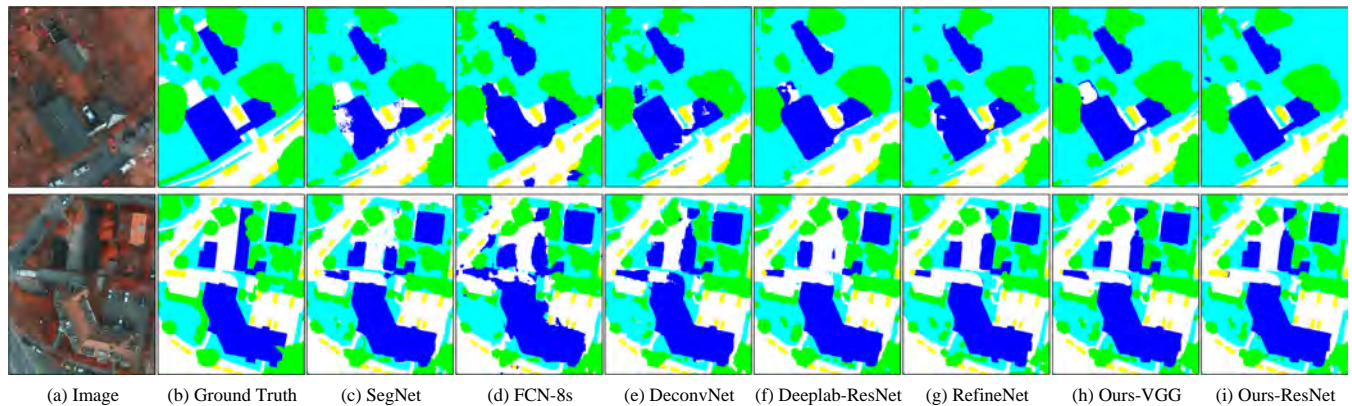 (a) Image (b) Ground Truth (c) SegNet (d) FCN-8s (e) DeconvNet (f) Deeplab-ResNet (g) RefineNet (h) Ours-VGG (i) Ours-ResNet